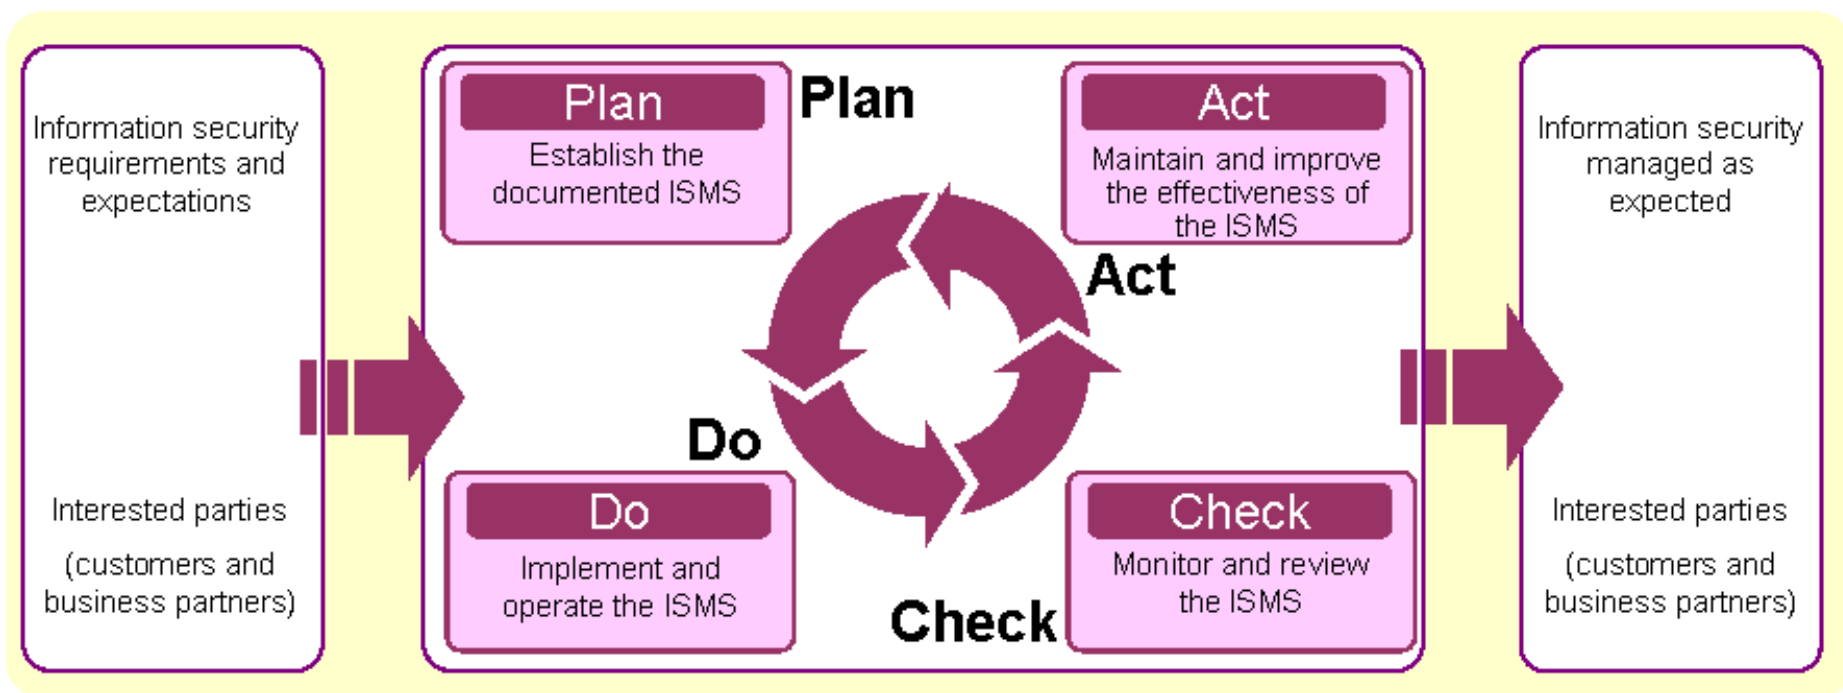 Information security
requirements and
expectations
Interested parties
(customers and
business partners)
Plan
Establish the
documented ISMS
Plan
Act
Maintain and improve
the effectiveness of
the ISMS
Act
Do
Do
Implement and
operate the ISMS
Check
Check
Monitor and review
the ISMS
Information security
managed as
expected
Interested parties
(customers and
business partners)